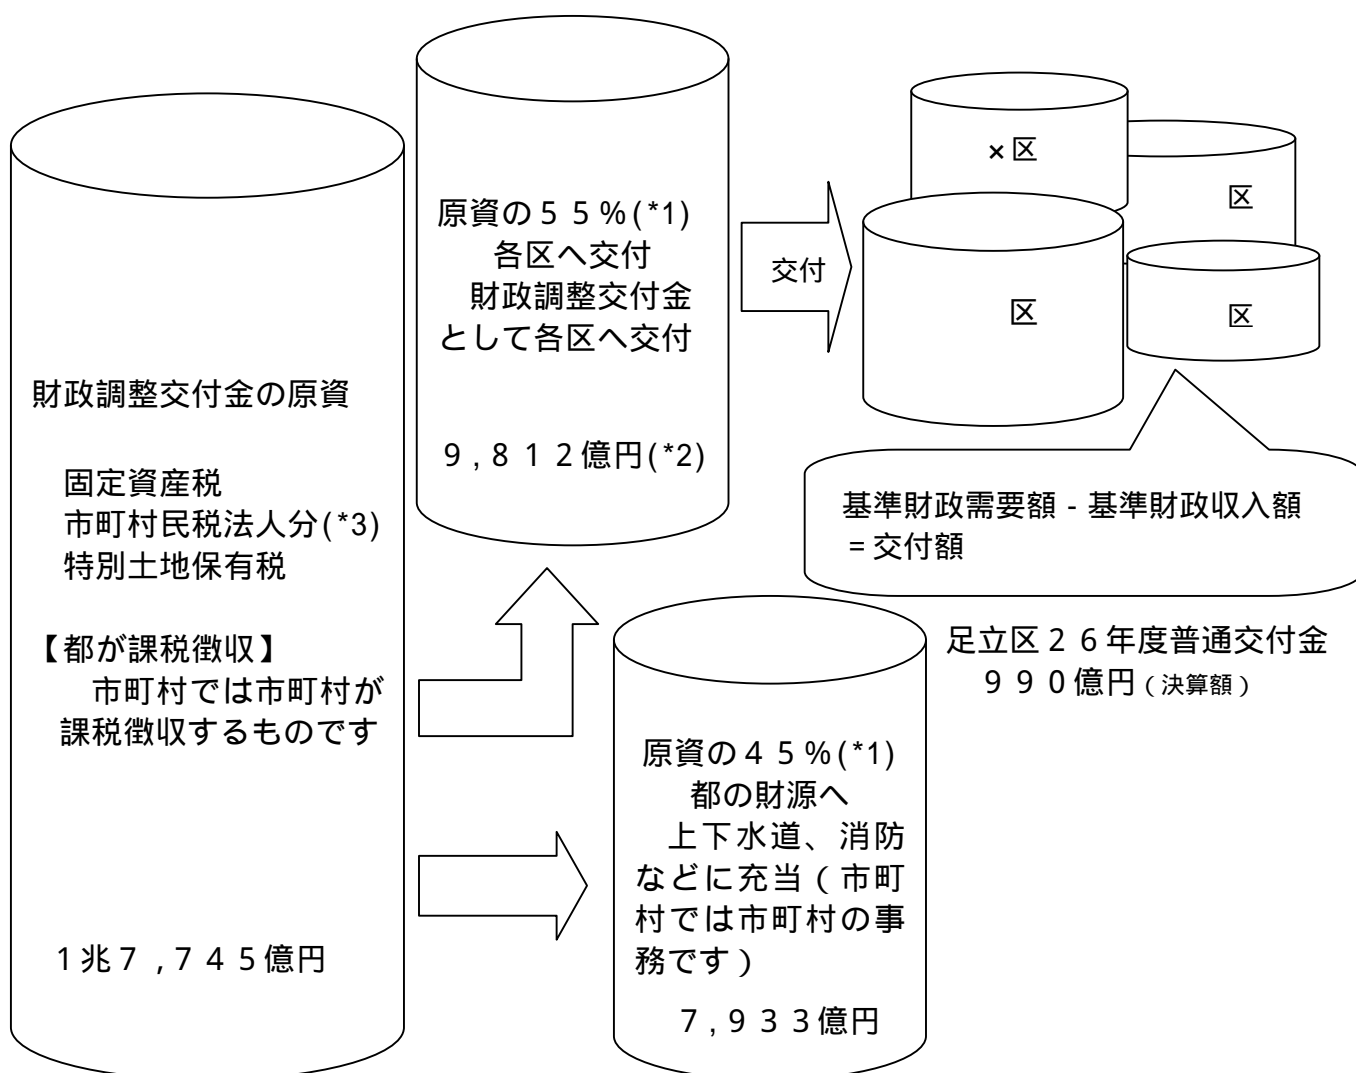 財政調整交付金の原資
固定資産税
市町村民税法人分(*3)
特別土地保有税
【都が課税徴収】
市町村では市町村が
課税徴収するものです
1兆7,745億円
原資の55%(*1)
各区へ交付
財政調整交付金
として各区へ交付
9,812億円(*2)
交付
×区
区
区
区
基準財政需要額 - 基準財政収入額
=交付額
足立区26年度普通交付金
990億円(決算額)
原資の45%(*1)
都の財源へ
上下水道、消防
などに充当(市町
村では市町村の事
務です)
7,933億円